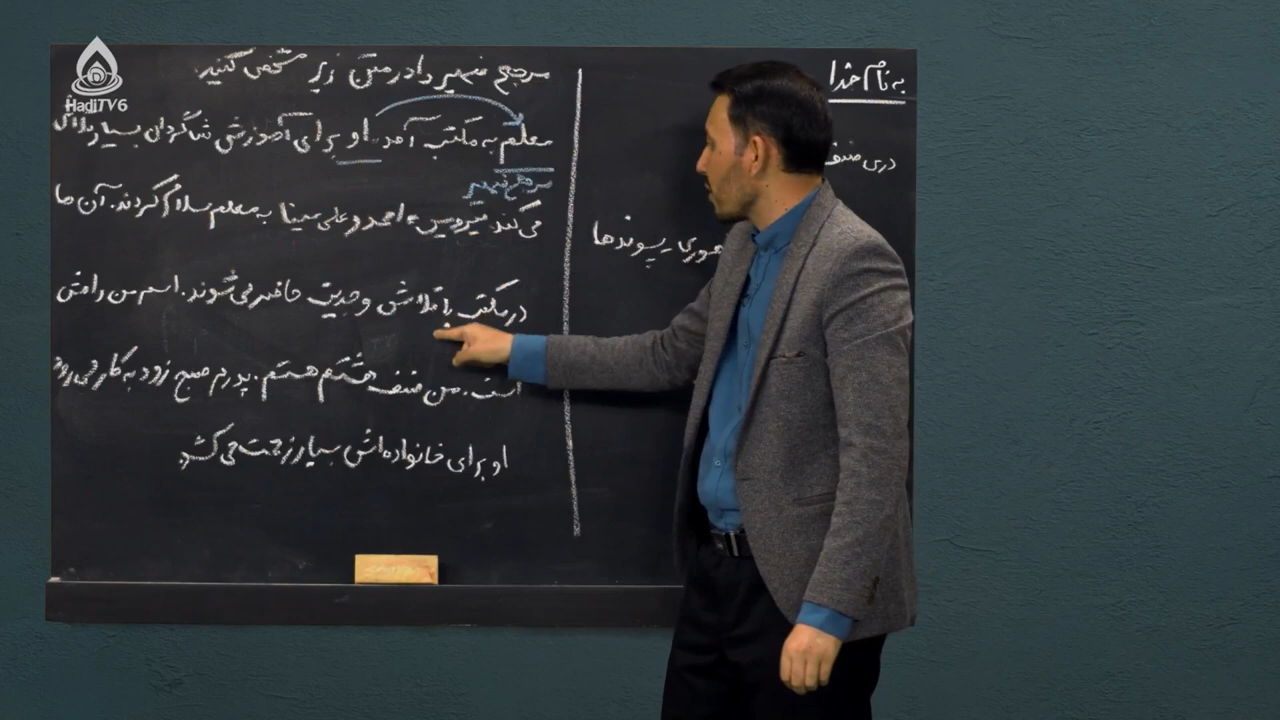 به نام خدا
دری صنف
دستوری_پسوندها
مرجع ضمیر را در متن زیر مشخص کنید.
معلم به مکتب آمد. او برای آموزش شاگردان بسیار تلاش
مرجع ضمیر
می‌کند. میرویس، احمد و علی سینا به معلم سلام کردند. آن ها
در مکتب با تلاش و جدیت حاضر می‌شوند. اسم من رامش
است. من صنف هشتم هستم. پدرم صبح زود به کار می‌رود
او برای خانواده‌اش بسیار زحمت می‌کشد
HadiTV6